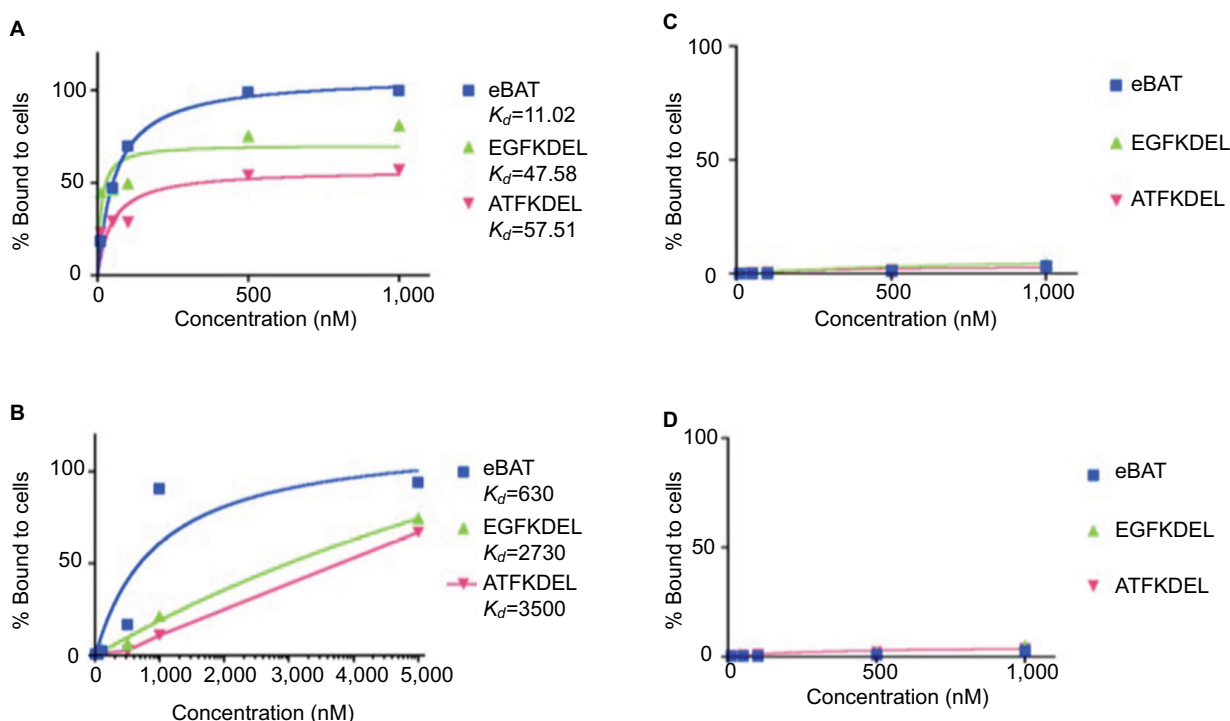 A
% Bound to cells
100
50
0
0
500
1,000
Concentration (nM)
eBAT
Kd=11.02
EGFKDEL
Kd=47.58
ATFKDEL
Kd=57.51
C
% Bound to cells
100
50
0
0
500
1,000
Concentration (nM)
eBAT
EGFKDEL
ATFKDEL
B
% Bound to cells
100
50
0
0
1,000
2,000
3,000
4,000
5,000
Concentration (nM)
eBAT
Kd=630
EGFKDEL
Kd=2730
ATFKDEL
Kd=3500
D
% Bound to cells
100
50
0
0
500
1,000
Concentration (nM)
eBAT
EGFKDEL
ATFKDEL